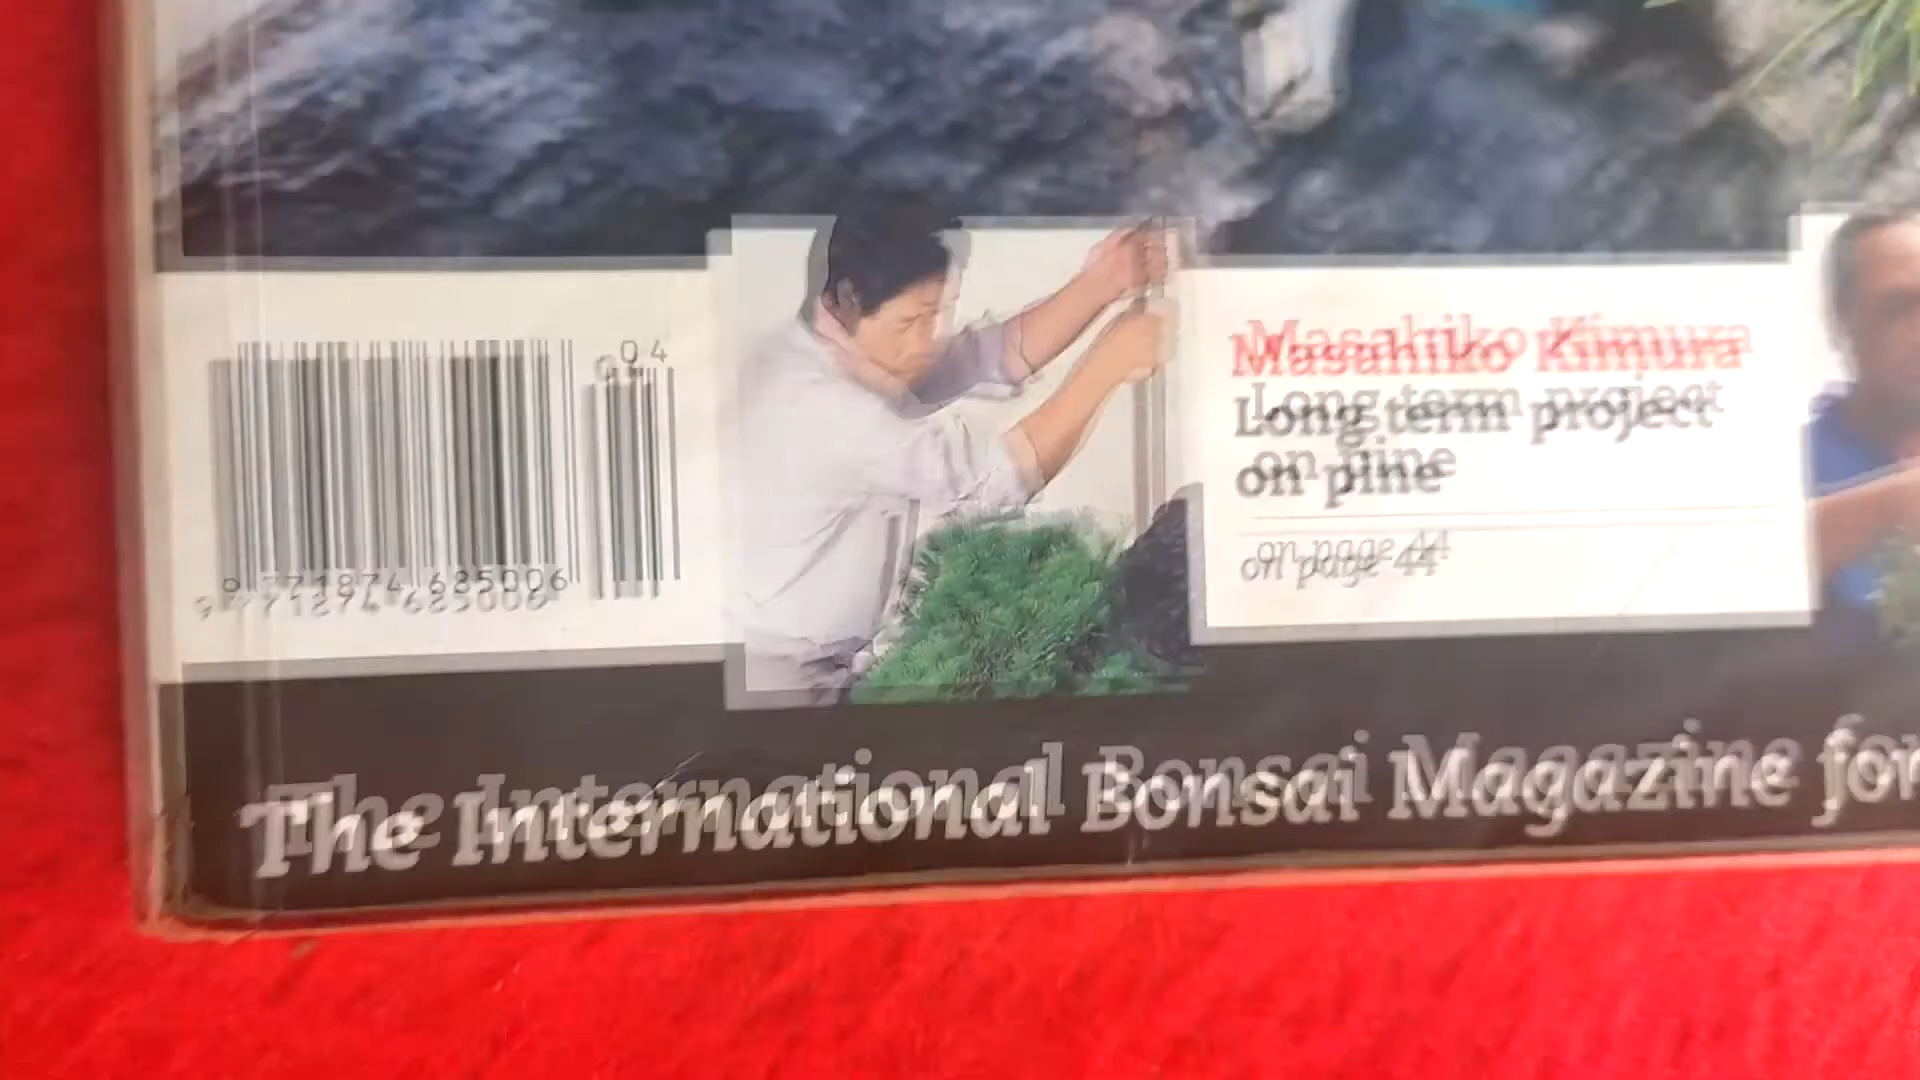 04
9 771874 685006
Masahiko Kimura
Long term project
on pine
on page 44
The International Bonsai Magazine for